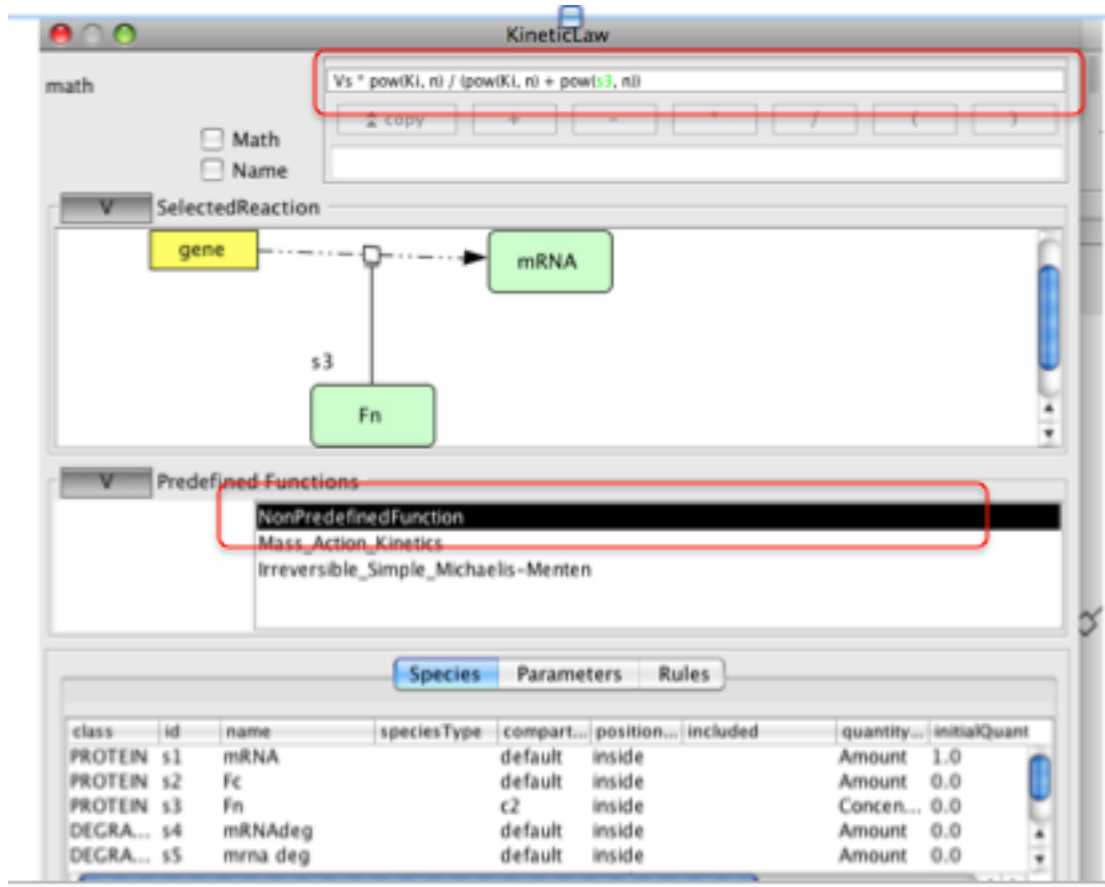 KineticLaw
math
Vs * pow(Ki, n) / (pow(Ki, n) + pow(s3, n))
copy + - * / ( )
Math
Name
V SelectedReaction
gene
mRNA
s3
Fn
V Predefined Functions
NonPredefinedFunction
Mass_Action_Kinetics
Irreversible_Simple_Michaelis-Menten
Species Parameters Rules
class id name speciesType compart... position... included quantity... initialQuant
PROTEIN s1 mRNA default inside Amount 1.0
PROTEIN s2 Fc default inside Amount 0.0
PROTEIN s3 Fn c2 inside Concen... 0.0
DEGRA... s4 mRNAdeg default inside Amount 0.0
DEGRA... s5 mrna deg default inside Amount 0.0